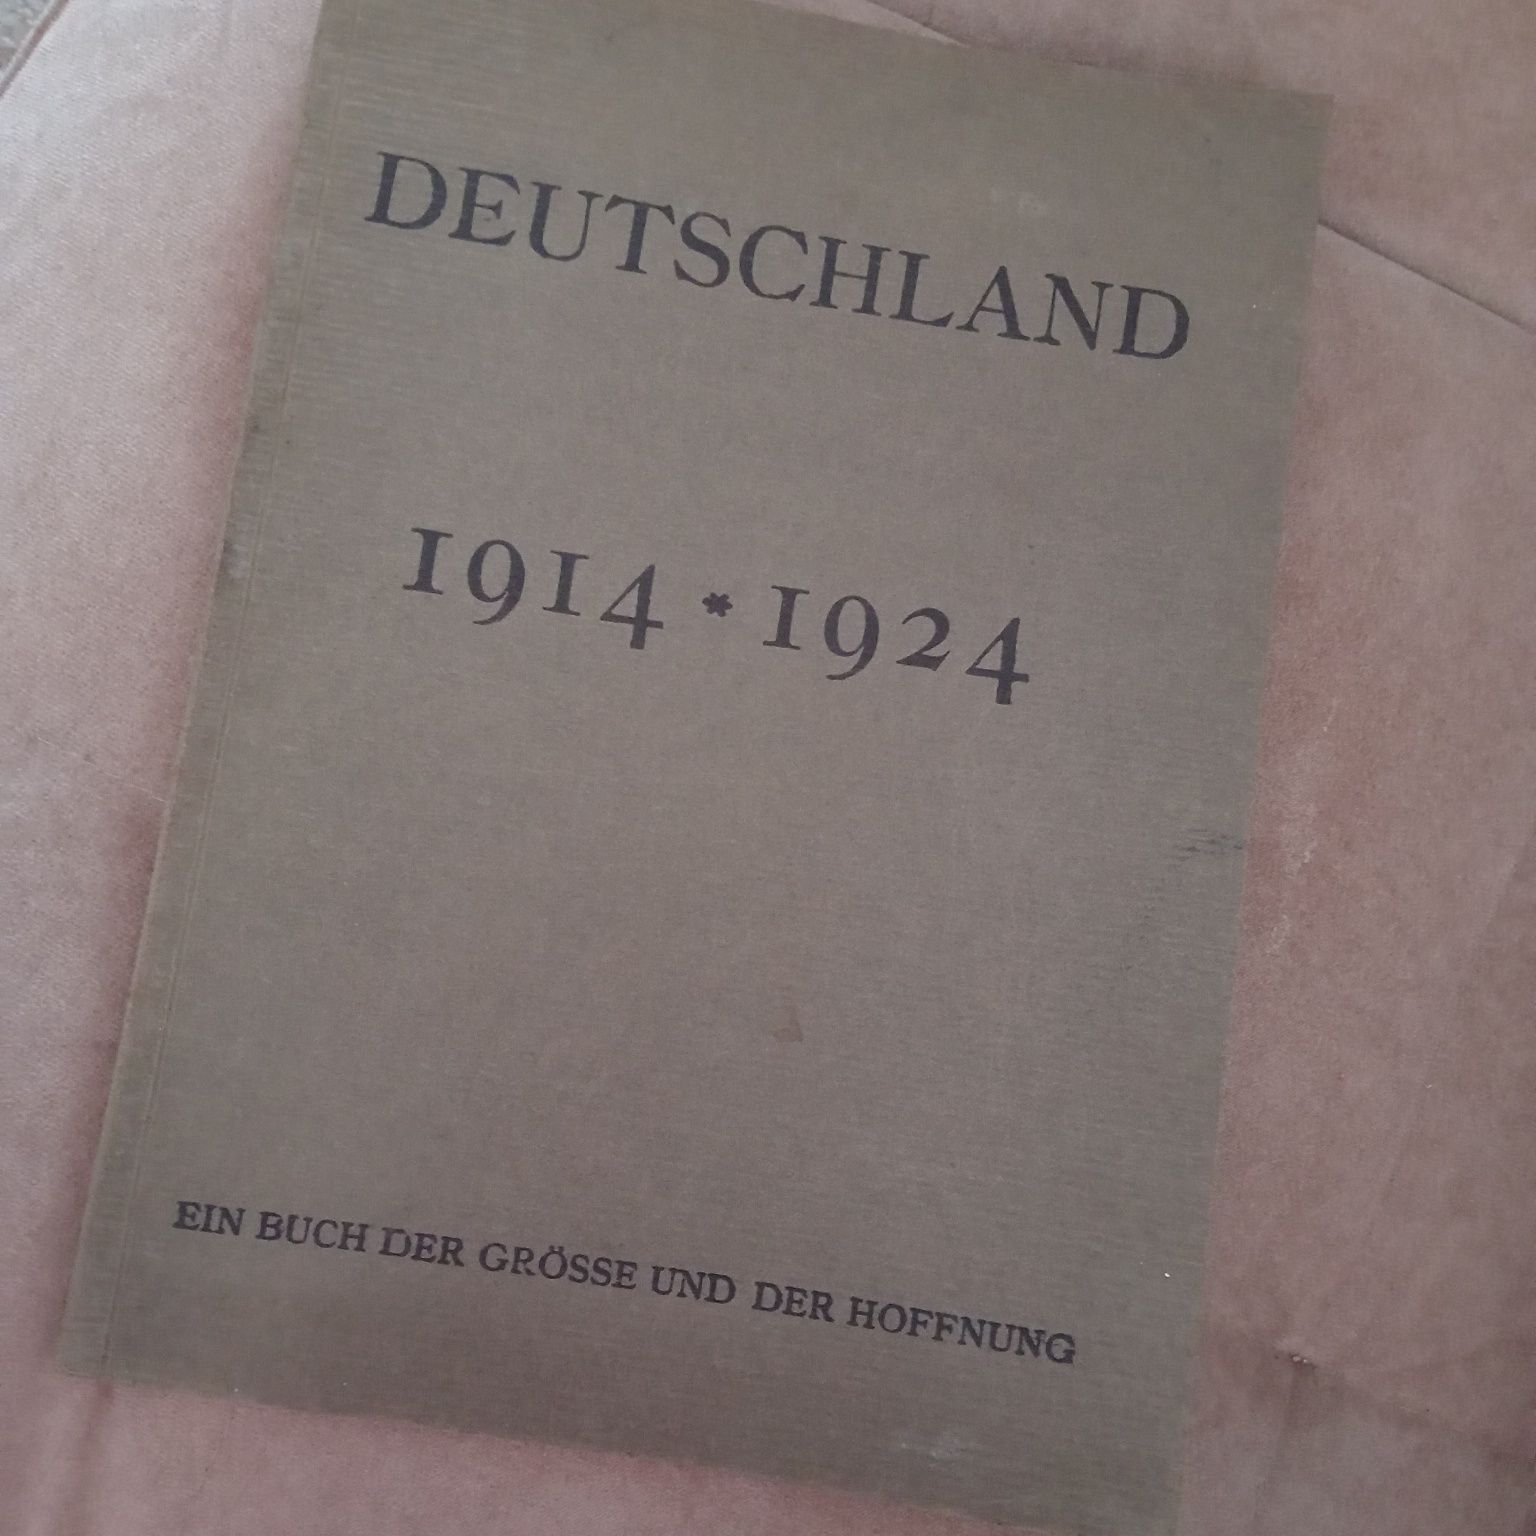 DEUTSCHLAND
1914 * 1924
EIN BUCH DER GRÖSSE UND DER HOFFNUNG